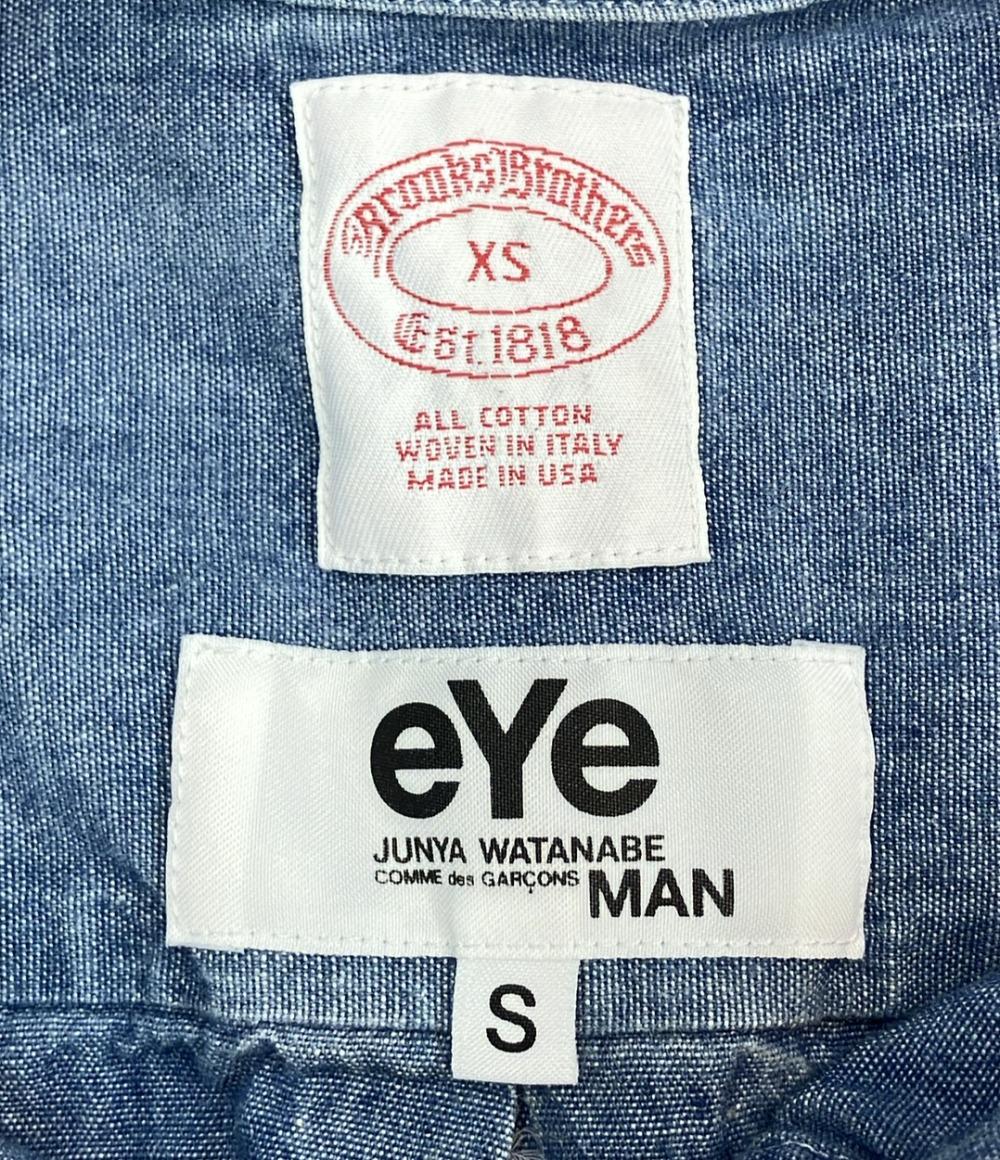 Brooks Brothers
XS
Est. 1818
ALL COTTON
WOVEN IN ITALY
MADE IN USA
eYe
JUNYA WATANABE
COMME des GARÇONS MAN
S